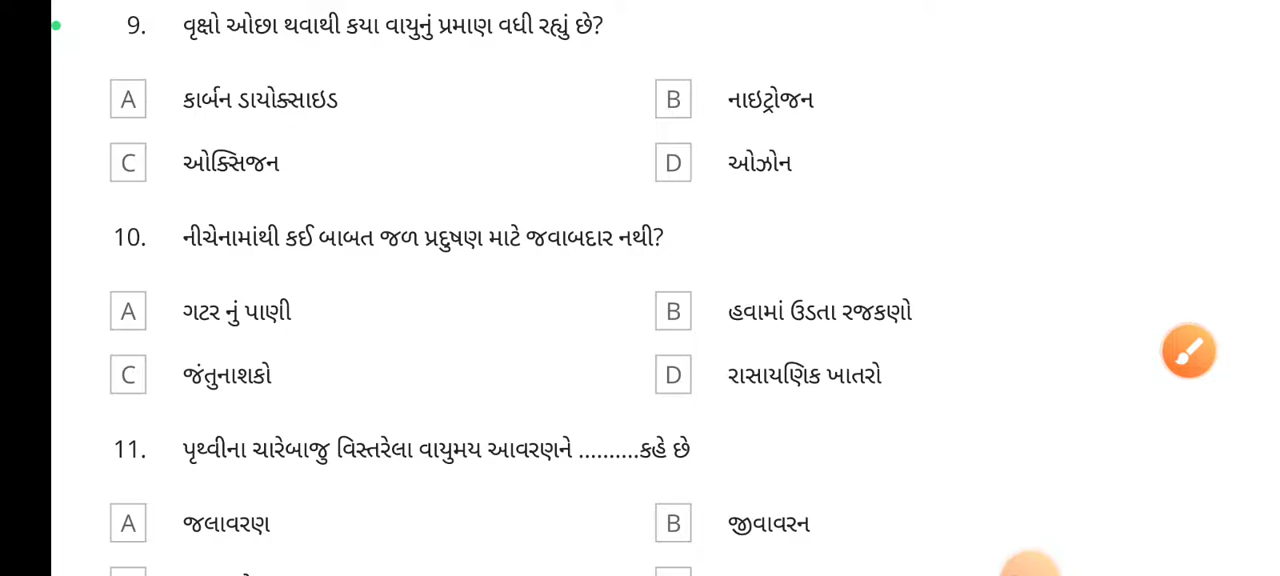 9. વૃક્ષો ઓછા થવાથી કયા વાયુનું પ્રમાણ વધી રહ્યું છે?
A કાર્બન ડાયોક્સાઇડ B નાઇટ્રોજન
C ઓક્સિજન D ઓઝોન
10. નીચેનામાંથી કઈ બાબત જળ પ્રદુષણ માટે જવાબદાર નથી?
A ગટર નું પાણી B હવામાં ઉડતા રજકણો
C જંતુનાશકો D રાસાયણિક ખાતરો
11. પૃથ્વીના ચારેબાજુ વિસ્તરેલા વાયુમય આવરણને ..........કહે છે
A જલાવરણ B જીવાવરન